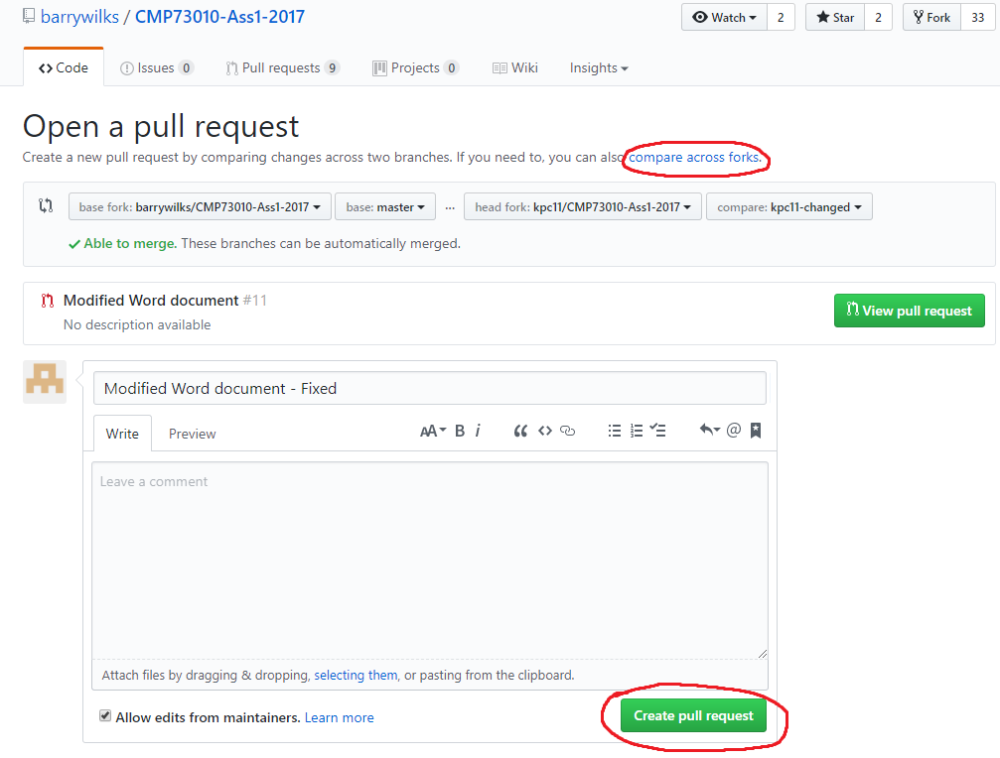 barrywilks / CMP73010-Ass1-2017 Watch 2 Star 2 Fork 33
Code Issues 0 Pull requests 9 Projects 0 Wiki Insights
Open a pull request
Create a new pull request by comparing changes across two branches. If you need to, you can also compare across forks.
base fork: barrywilks/CMP73010-Ass1-2017 base: master ... head fork: kpc11/CMP73010-Ass1-2017 compare: kpc11-changed
Able to merge. These branches can be automatically merged.
Modified Word document #11
No description available
View pull request
Modified Word document - Fixed
Write Preview AA B i
Leave a comment
Attach files by dragging & dropping, selecting them, or pasting from the clipboard.
Allow edits from maintainers. Learn more
Create pull request